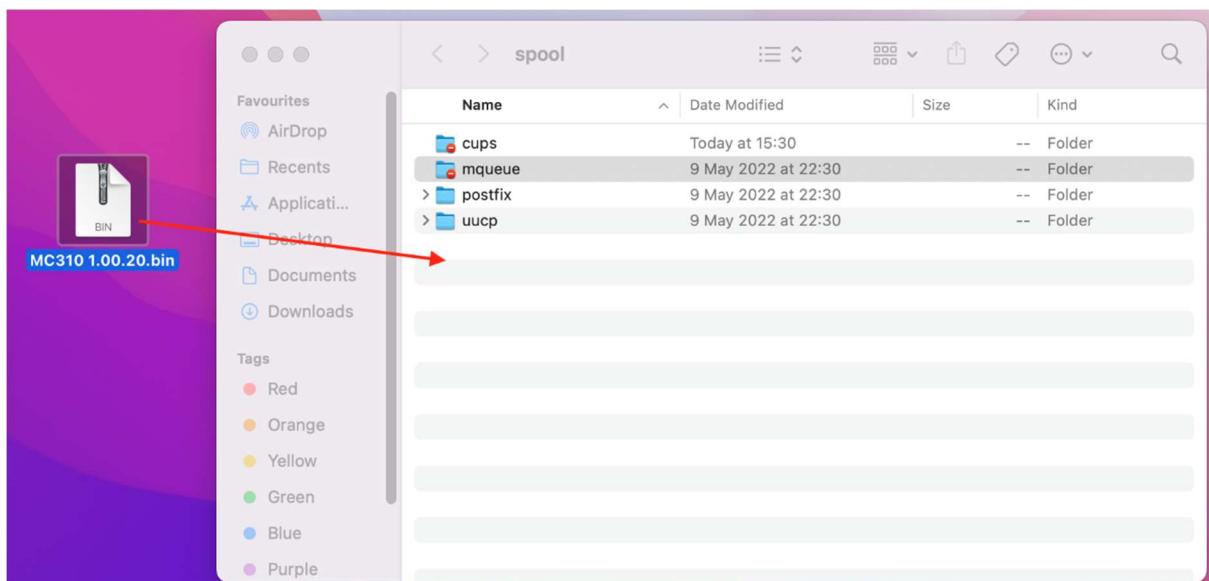 spool
Favourites
AirDrop
Recents
Applicati...
Desktop
Documents
Downloads
Tags
Red
Orange
Yellow
Green
Blue
Purple
Name Date Modified Size Kind
cups Today at 15:30 -- Folder
mqueue 9 May 2022 at 22:30 -- Folder
postfix 9 May 2022 at 22:30 -- Folder
uucp 9 May 2022 at 22:30 -- Folder
BIN
MC310 1.00.20.bin